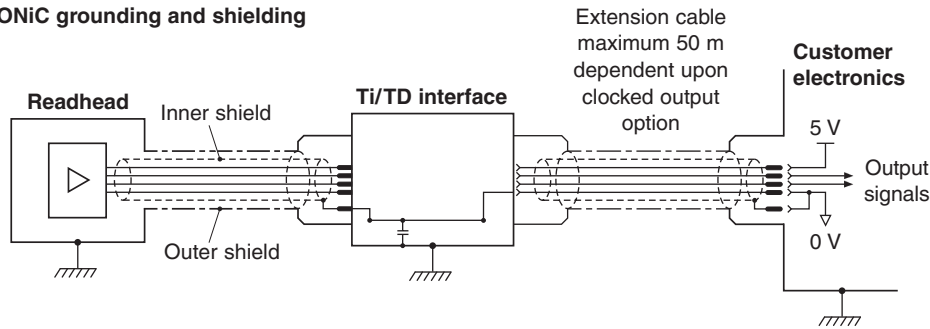 ONiC grounding and shielding
Extension cable
maximum 50 m
dependent upon
clocked output
option
Customer
electronics
Readhead
Inner shield
Ti/TD interface
5 V
Output
signals
Outer shield
0 V